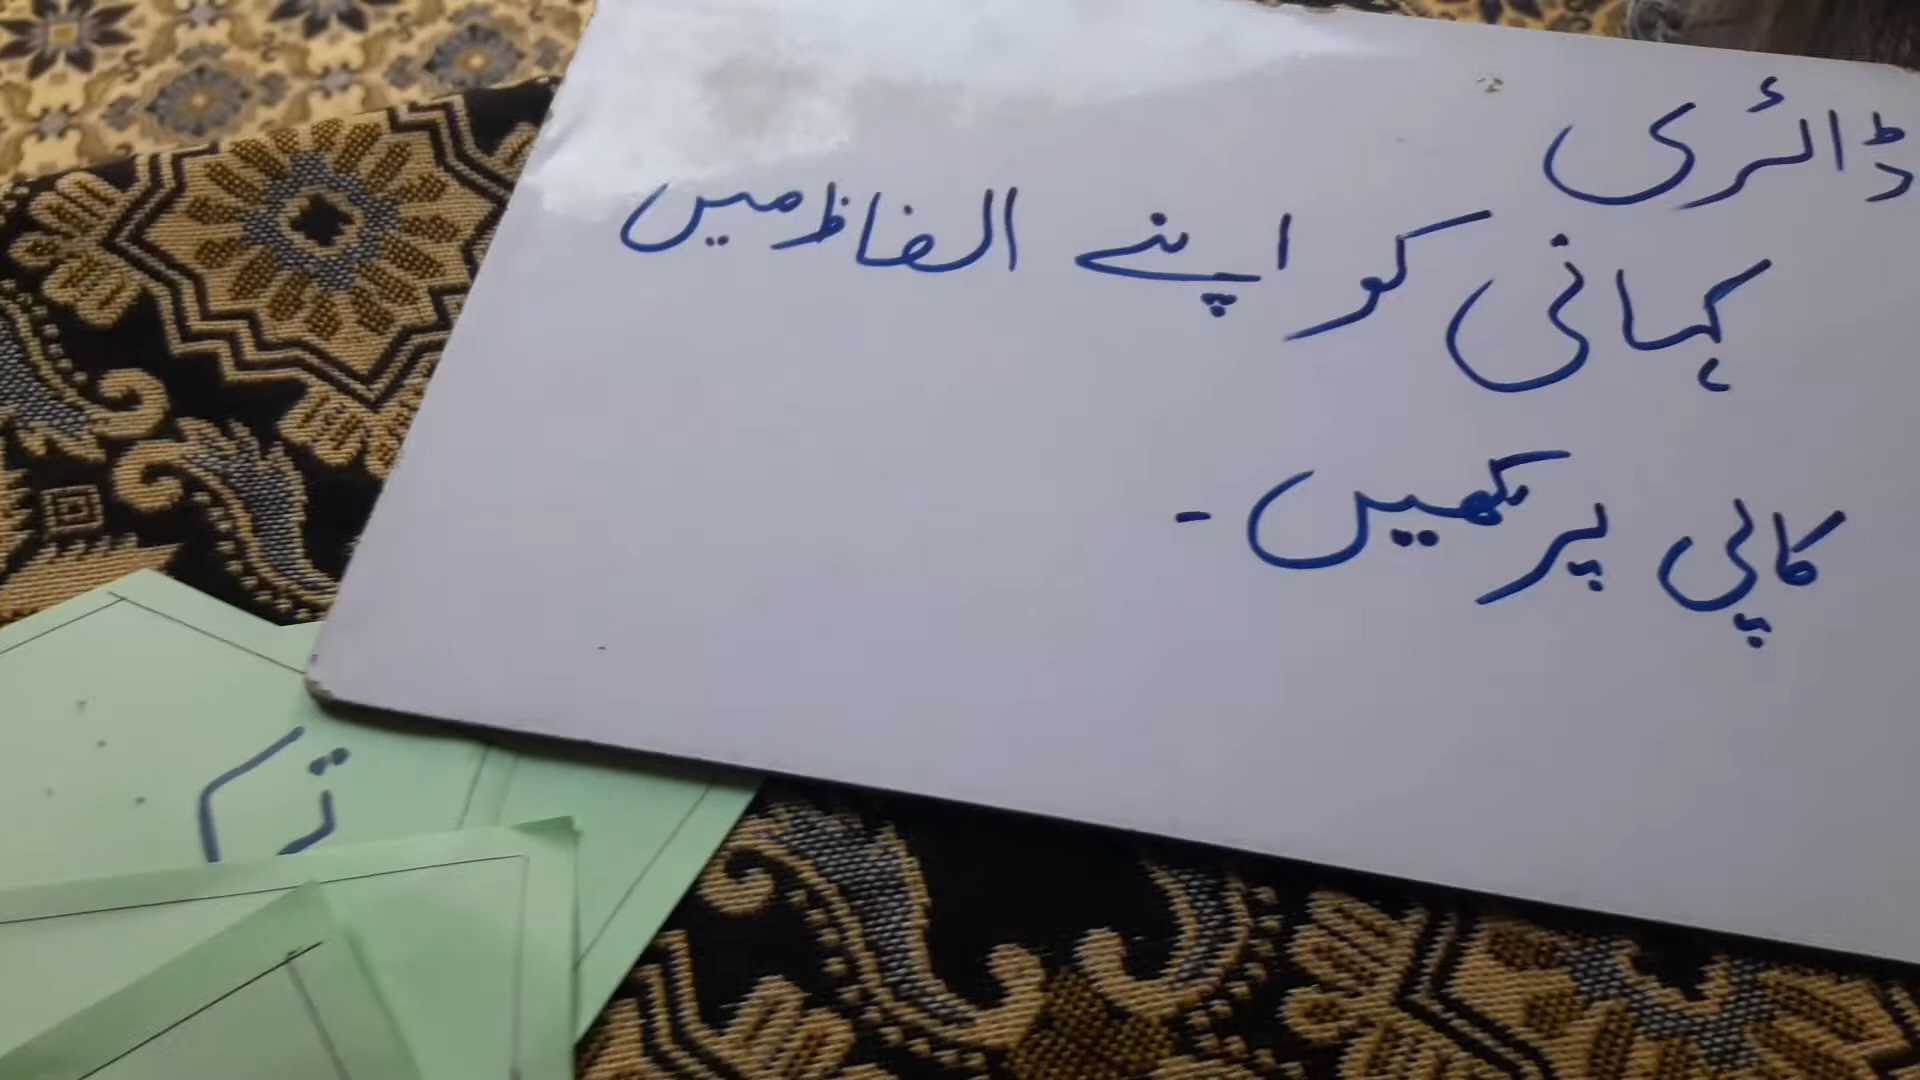 ڈائری
کہانی کو اپنے الفاظ میں
کاپی پر لکھیں۔